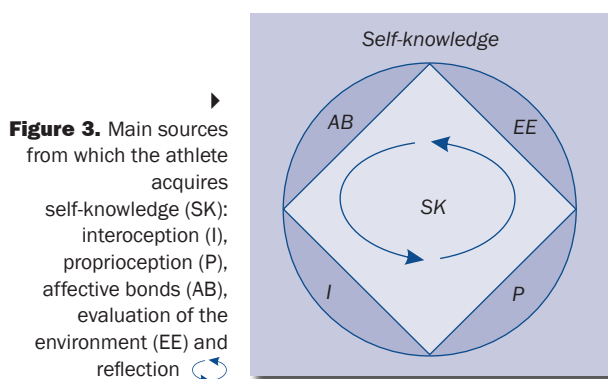 Figure 3. Main sources
from which the athlete
acquires
self-knowledge (SK):
interoception (I),
proprioception (P),
affective bonds (AB),
evaluation of the
environment (EE) and
reflection
Self-knowledge
AB
EE
SK
I
P